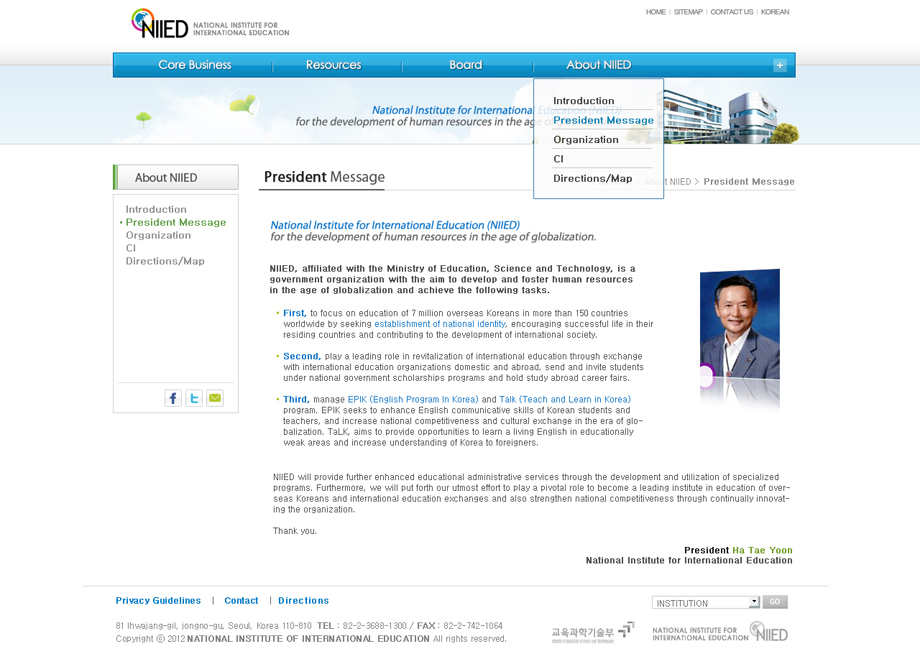 HOME | SITEMAP | CONTACT US | KOREAN
NIIED NATIONAL INSTITUTE FOR
INTERNATIONAL EDUCATION
Core Business
Resources
Board
About NIIED
+
National Institute for International Education (NIIED)
for the development of human resources in the age o
Introduction
President Message
Organization
CI
Directions/Map
About NIIED
Introduction
President Message
Organization
CI
Directions/Map
President Message
About NIIED > President Message
National Institute for International Education (NIIED)
for the development of human resources in the age of globalization.
NIIED, affiliated with the Ministry of Education, Science and Technology, is a
government organization with the aim to develop and foster human resources
in the age of globalization and achieve the following tasks.
First, to focus on education of 7 million overseas Koreans in more than 150 countries
worldwide by seeking establishment of national identity, encouraging successful life in their
residing countries and contributing to the development of international society.
Second, play a leading role in revitalization of international education through exchange
with international education organizations domestic and abroad, send and invite students
under national government scholarships programs and hold study abroad career fairs.
Third, manage EPIK (English Program In Korea) and Talk (Teach and Learn in Korea)
program. EPIK seeks to enhance English communicative skills of Korean students and
teachers, and increase national competitiveness and cultural exchange in the era of glo-
balization. TaLK, aims to provide opportunities to learn a living English in educationally
weak areas and increase understanding of Korea to foreigners.
NIIED will provide further enhanced educational administrative services through the development and utilization of specialized
programs. Furthermore, we will put forth our utmost effort to play a pivotal role to become a leading institute in education of over-
seas Koreans and international education exchanges and also strengthen national competitiveness through continually innovat-
ing the organization.
Thank you.
President Ha Tae Yoon
National Institute for International Education
Privacy Guidelines | Contact | Directions
INSTITUTION
GO
81 Ihwajang-gil, jongno-gu, Seoul, Korea 110-810 TEL : 82-2-3688-1300 / FAX : 82-2-742-1064
Copyright ⓒ 2012 NATIONAL INSTITUTE OF INTERNATIONAL EDUCATION All rights reserved.
교육과학기술부
NATIONAL INSTITUTE FOR
INTERNATIONAL EDUCATION NIIED